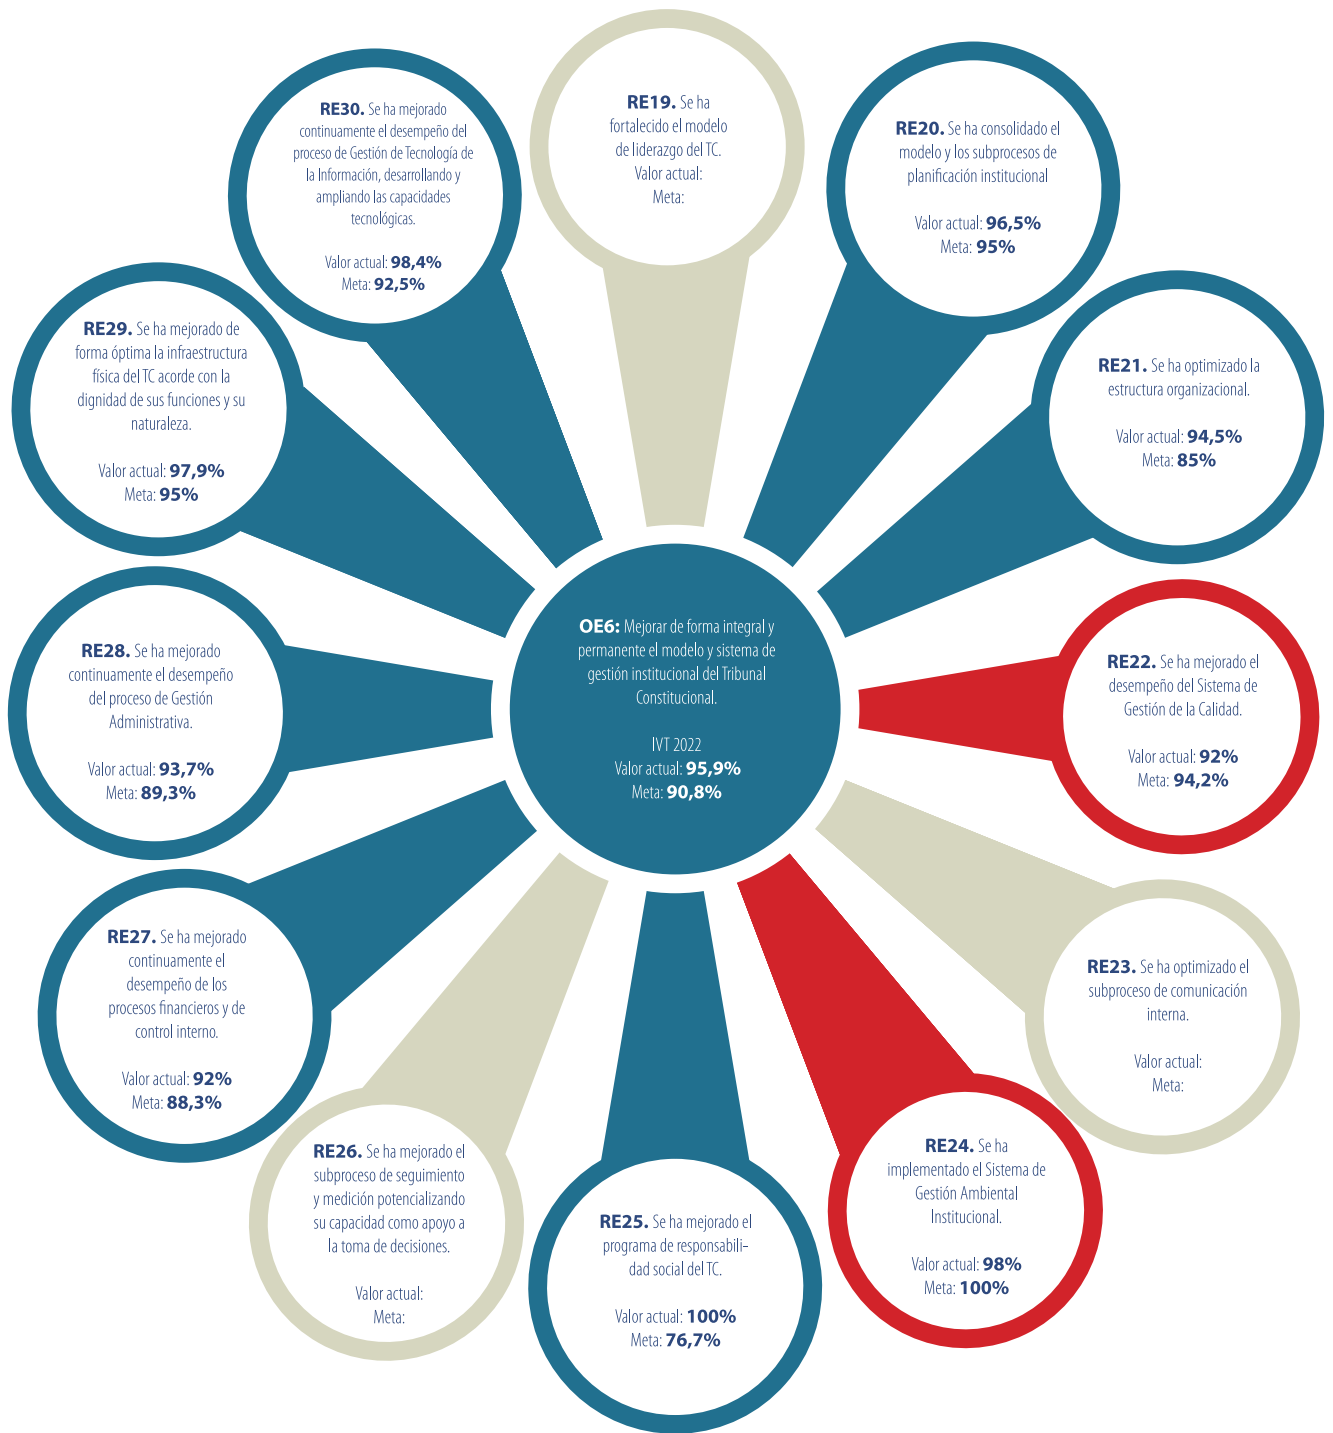 RE19. Se ha
fortalecido el modelo
de liderazgo del TC.
Valor actual:
Meta:
RE20. Se ha consolidado el
modelo y los subprocesos de
planificación institucional
Valor actual: 96,5%
Meta: 95%
RE21. Se ha optimizado la
estructura organizacional.
Valor actual: 94,5%
Meta: 85%
RE22. Se ha mejorado el
desempeño del Sistema de
Gestión de la Calidad.
Valor actual: 92%
Meta: 94,2%
RE23. Se ha optimizado el
subproceso de comunicación
interna.
Valor actual:
Meta:
RE24. Se ha
implementado el Sistema de
Gestión Ambiental
Institucional.
Valor actual: 98%
Meta: 100%
RE25. Se ha mejorado el
programa de responsabili-
dad social del TC.
Valor actual: 100%
Meta: 76,7%
RE26. Se ha mejorado el
subproceso de seguimiento
y medición potencializando
su capacidad como apoyo a
la toma de decisiones.
Valor actual:
Meta:
RE27. Se ha mejorado
continuamente el
desempeño de los
procesos financieros y de
control interno.
Valor actual: 92%
Meta: 88,3%
RE28. Se ha mejorado
continuamente el desempeño
del proceso de Gestión
Administrativa.
Valor actual: 93,7%
Meta: 89,3%
RE29. Se ha mejorado de
forma óptima la infraestructura
física del TC acorde con la
dignidad de sus funciones y su
naturaleza.
Valor actual: 97,9%
Meta: 95%
RE30. Se ha mejorado
continuamente el desempeño del
proceso de Gestión de Tecnología de
la Información, desarrollando y
ampliando las capacidades
tecnológicas.
Valor actual: 98,4%
Meta: 92,5%
OE6: Mejorar de forma integral y
permanente el modelo y sistema de
gestión institucional del Tribunal
Constitucional.
IVT 2022
Valor actual: 95,9%
Meta: 90,8%